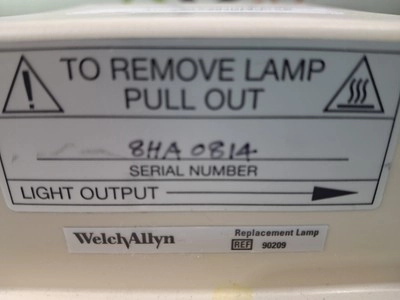 TO REMOVE LAMP
PULL OUT
8HA 0814
SERIAL NUMBER
LIGHT OUTPUT
WelchAllyn
Replacement Lamp
REF 90209